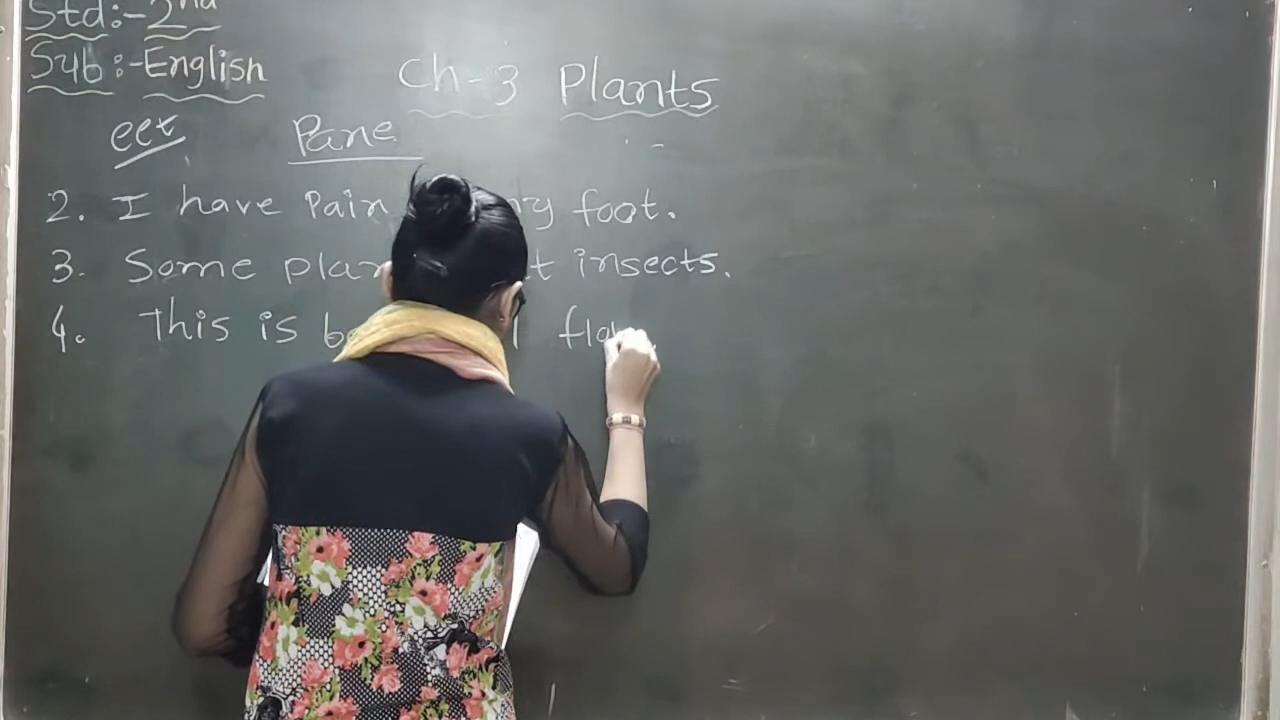 Std:-2nd
Sub:-English
Ch-3 Plants
eet Pane
2. I have Pain my foot.
3. Some insects.
4. This is